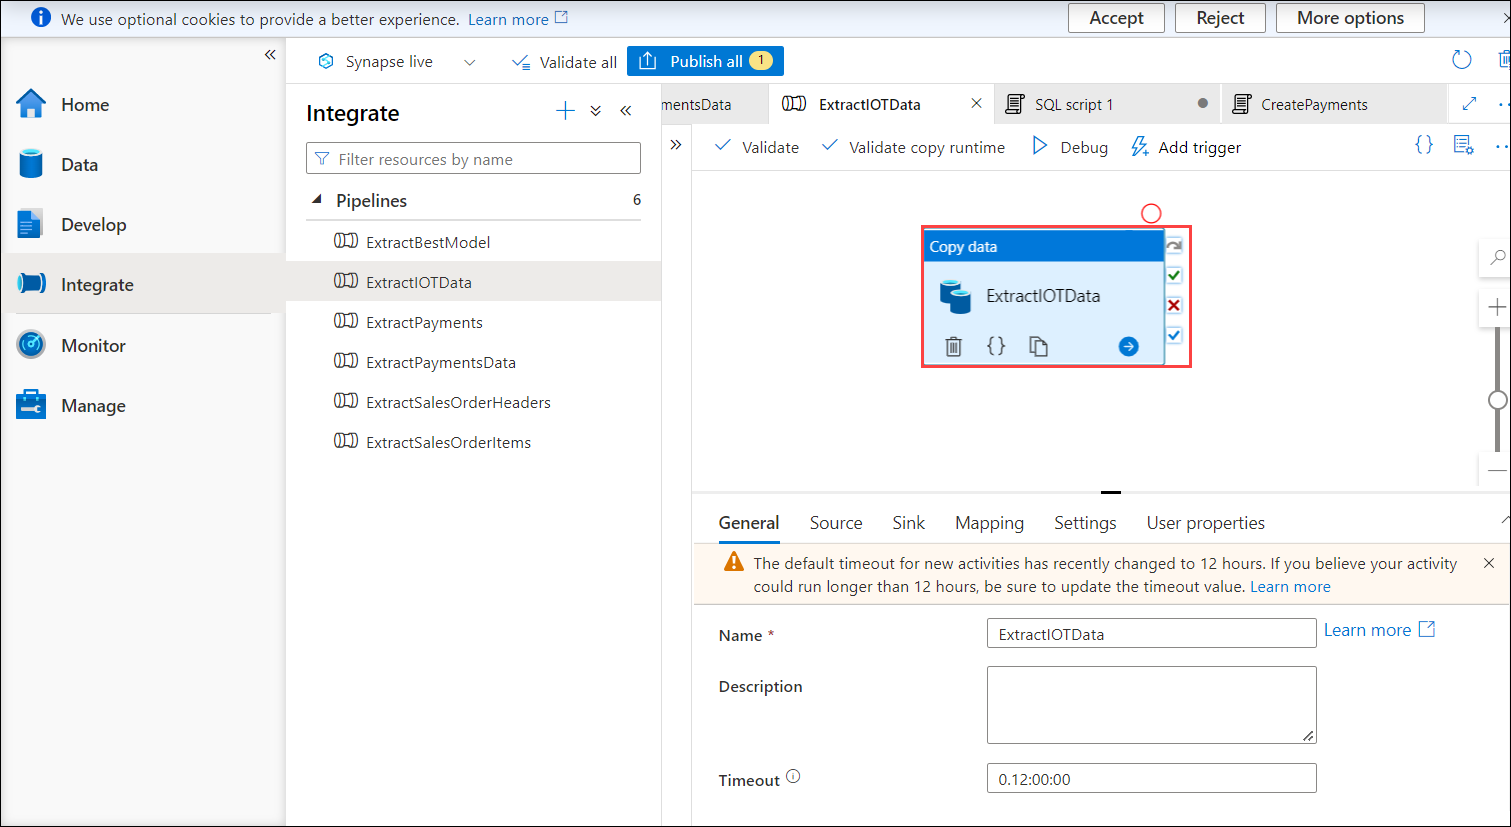 We use optional cookies to provide a better experience. Learn more
Accept
Reject
More options
Synapse live
Validate all
Publish all 1
Home
Data
Develop
Integrate
Monitor
Manage
Integrate
Filter resources by name
Pipelines 6
ExtractBestModel
ExtractIOTData
ExtractPayments
ExtractPaymentsData
ExtractSalesOrderHeaders
ExtractSalesOrderItems
mentsData
ExtractIOTData
SQL script 1
CreatePayments
Validate
Validate copy runtime
Debug
Add trigger
Copy data
ExtractIOTData
General
Source
Sink
Mapping
Settings
User properties
The default timeout for new activities has recently changed to 12 hours. If you believe your activity
could run longer than 12 hours, be sure to update the timeout value. Learn more
Name *
ExtractIOTData
Learn more
Description
Timeout
0.12:00:00